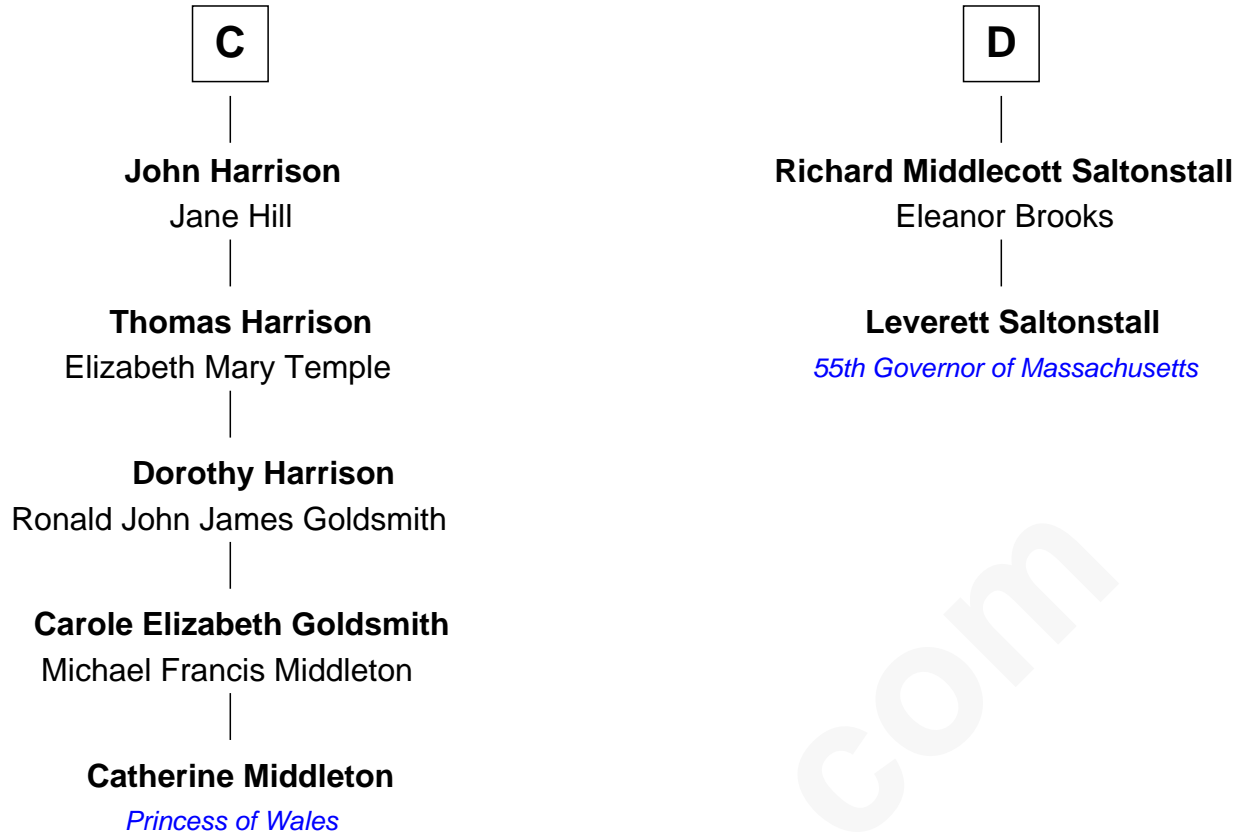 C
John Harrison
Jane Hill
Thomas Harrison
Elizabeth Mary Temple
Dorothy Harrison
Ronald John James Goldsmith
Carole Elizabeth Goldsmith
Michael Francis Middleton
Catherine Middleton
Princess of Wales
D
Richard Middlecott Saltonstall
Eleanor Brooks
Leverett Saltonstall
55th Governor of Massachusetts
com